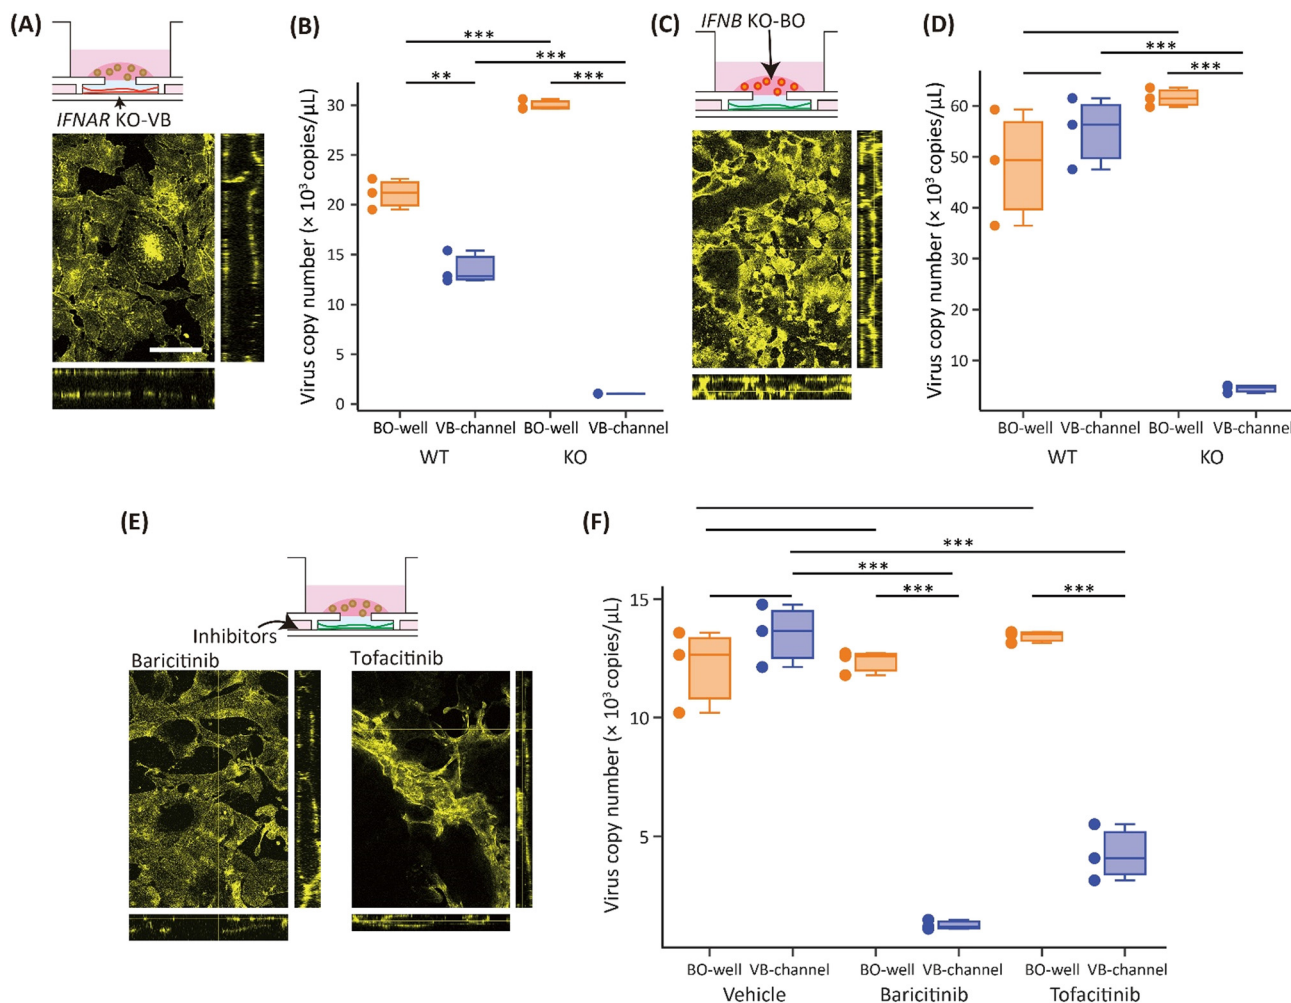 (A)
IFNAR KO-VB
(B)
***
***
**
***
Virus copy number (× 10³ copies/µL)
30
25
20
15
10
5
0
BO-well VB-channel BO-well VB-channel
WT KO
(C)
IFNB KO-BO
(D)
***
***
Virus copy number (× 10³ copies/µL)
60
50
40
30
20
10
BO-well VB-channel BO-well VB-channel
WT KO
(E)
Inhibitors
Baricitinib Tofacitinib
(F)
***
***
*** ***
Virus copy number (× 10³ copies/µL)
15
10
5
BO-well VB-channel BO-well VB-channel BO-well VB-channel
Vehicle Baricitinib Tofacitinib